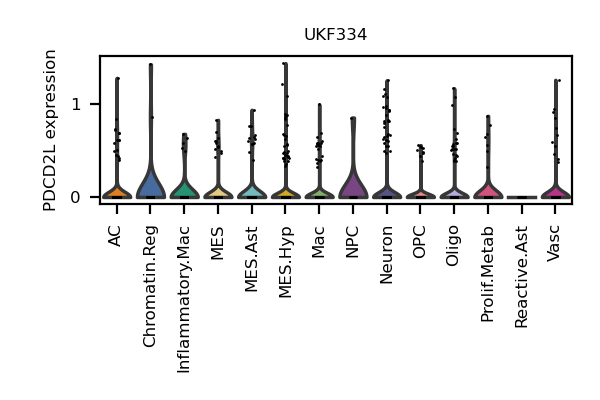 UKF334
PDCD2L expression
1
0
AC
Chromatin.Reg
Inflammatory.Mac
MES
MES.Ast
MES.Hyp
Mac
NPC
Neuron
OPC
Oligo
Prolif.Metab
Reactive.Ast
Vasc